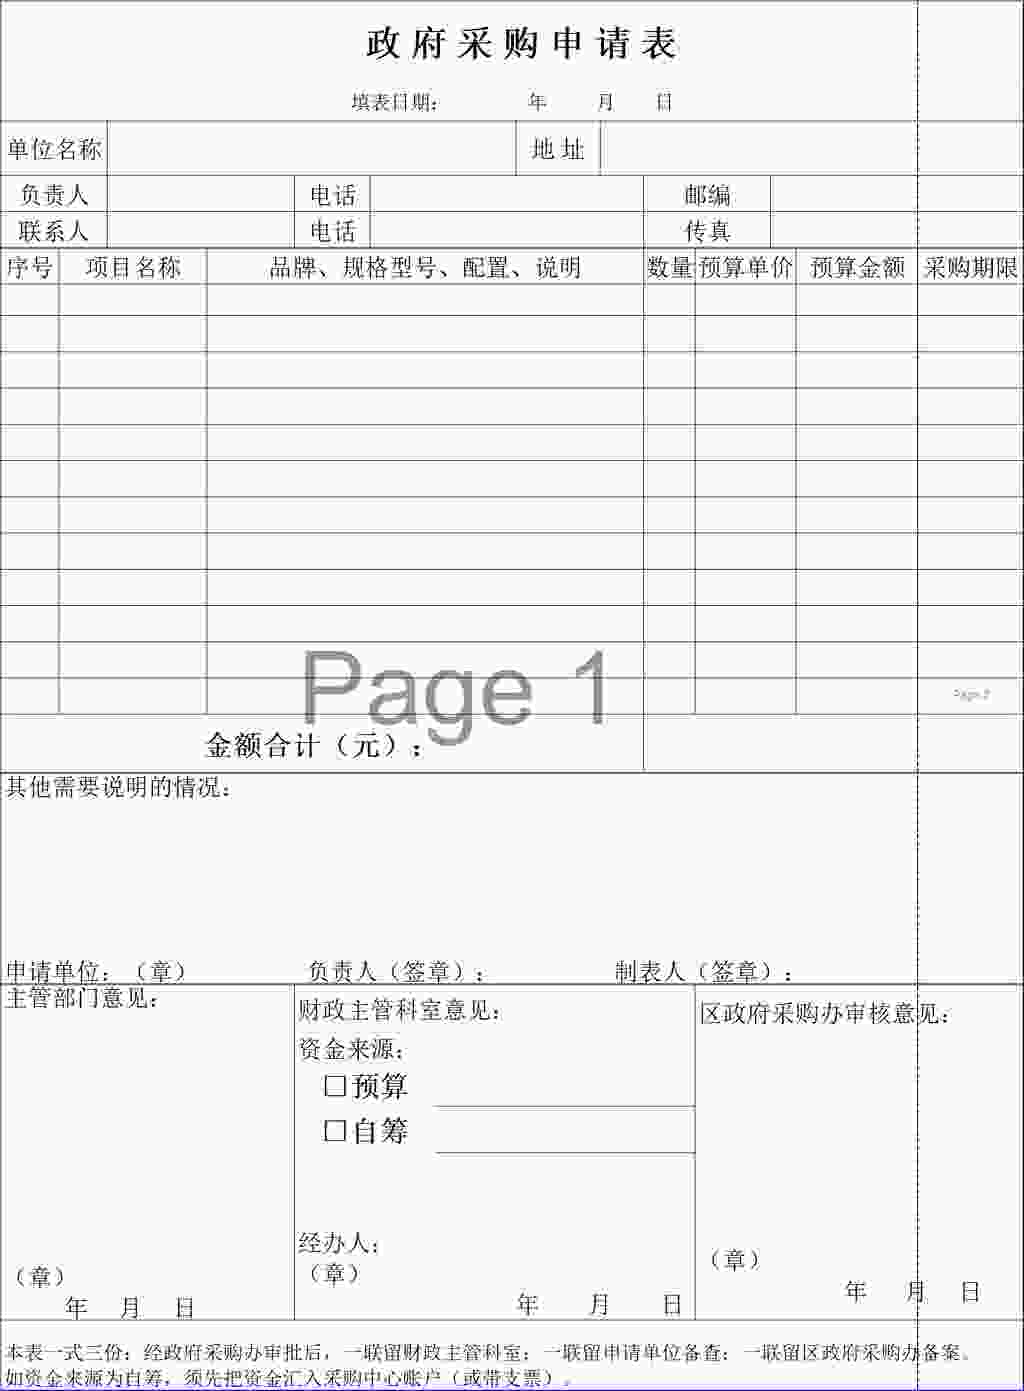 政府采购申请表
填表日期： 年 月 日
单位名称 地址
负责人 电话 邮编
联系人 电话 传真
序号 项目名称 品牌、规格型号、配置、说明 数量 预算单价 预算金额 采购期限
Page 1
Page 2
金额合计（元）：
其他需要说明的情况：
申请单位：（章） 负责人（签章）： 制表人（签章）：
主管部门意见： 财政主管科室意见： 区政府采购办审核意见：
资金来源：
□预算
□自筹
经办人：
（章） （章） （章）
年 月 日 年 月 日 年 月 日
本表一式三份：经政府采购办审批后，一联留财政主管科室；一联留申请单位备查；一联留区政府采购办备案。
如资金来源为自筹，须先把资金汇入采购中心账户（或带支票）。